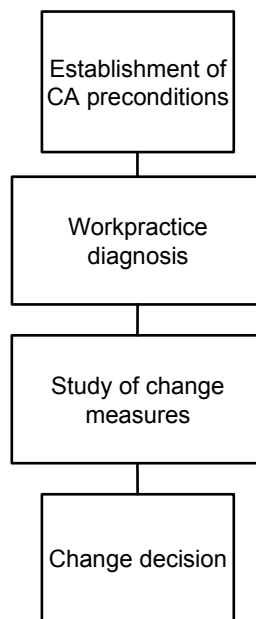 Establishment of
CA preconditions
Workpractice
diagnosis
Study of change
measures
Change decision